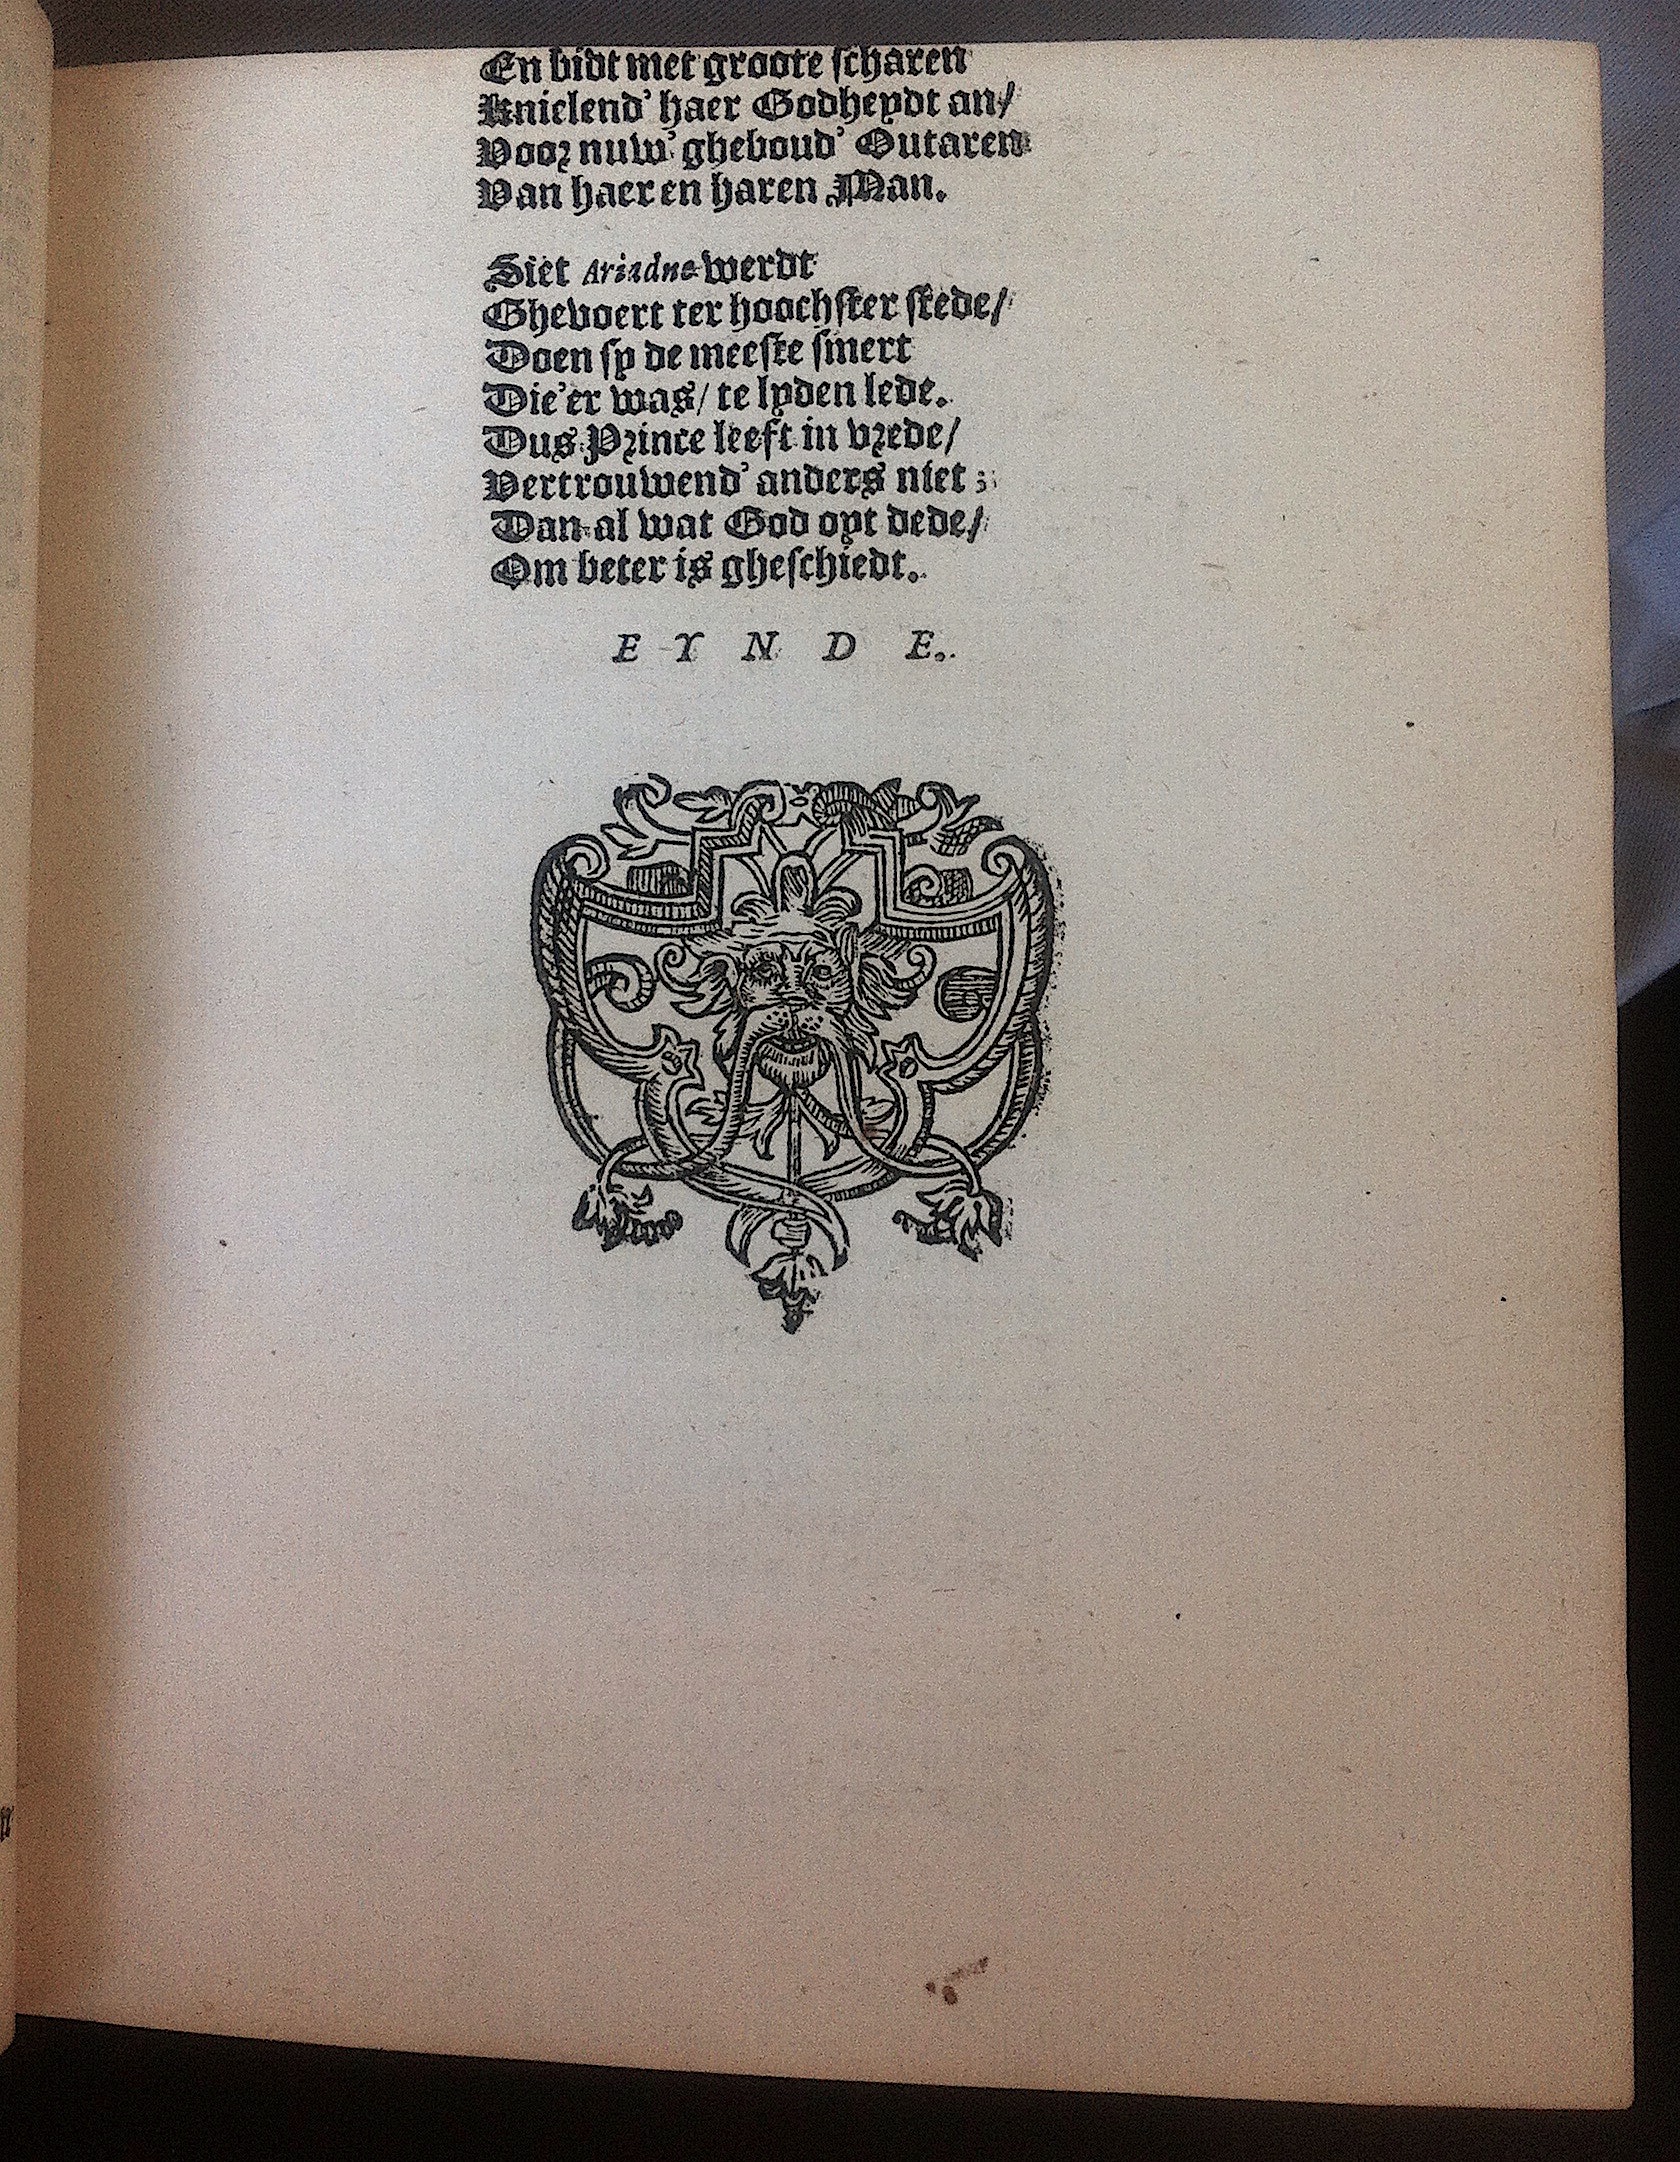 En bidt met groote scharen
Knielend' haer Godheydt an/
Voor nuw' gheboud' Outaren
Van haer en haren Man.
Siet Ariadne werdt
Ghevoert ter hoochster stede/
Doen sy de meeste smert
Die'er was/ te lyden lede.
Dus Prince leeft in vrede/
Vertrouwend' anders niet ;
Dan al wat God oyt dede/
Om beter is gheschiedt.
E Y N D E.